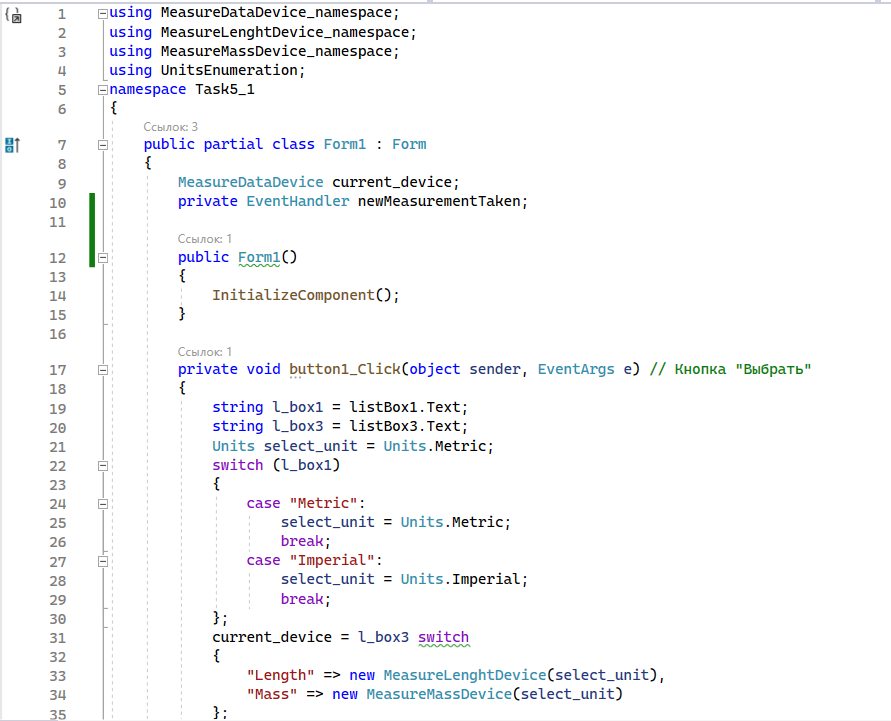 1 using MeasureDataDevice_namespace;
2 using MeasureLenghtDevice_namespace;
3 using MeasureMassDevice_namespace;
4 using UnitsEnumeration;
5 namespace Task5_1
6 {
Ссылок: 3
7 public partial class Form1 : Form
8 {
9 MeasureDataDevice current_device;
10 private EventHandler newMeasurementTaken;
11
Ссылок: 1
12 public Form1()
13 {
14 InitializeComponent();
15 }
16
Ссылок: 1
17 private void button1_Click(object sender, EventArgs e) // Кнопка "Выбрать"
18 {
19 string l_box1 = listBox1.Text;
20 string l_box3 = listBox3.Text;
21 Units select_unit = Units.Metric;
22 switch (l_box1)
23 {
24 case "Metric":
25 select_unit = Units.Metric;
26 break;
27 case "Imperial":
28 select_unit = Units.Imperial;
29 break;
30 };
31 current_device = l_box3 switch
32 {
33 "Length" => new MeasureLenghtDevice(select_unit),
34 "Mass" => new MeasureMassDevice(select_unit)
35 };